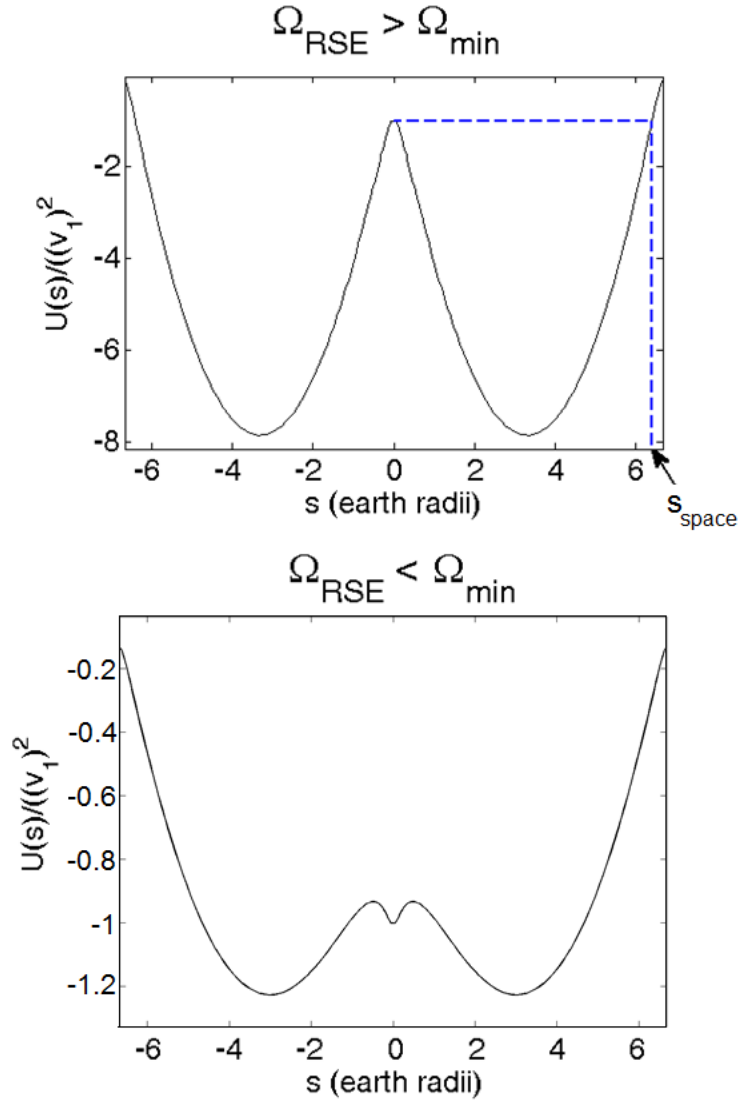 Ω_RSE > Ω_min
U(s)/((v_1)^2
-2
-4
-6
-8
-6 -4 -2 0 2 4 6
s (earth radii)
s_space
Ω_RSE < Ω_min
U(s)/((v_1)^2
-0.2
-0.4
-0.6
-0.8
-1
-1.2
-6 -4 -2 0 2 4 6
s (earth radii)